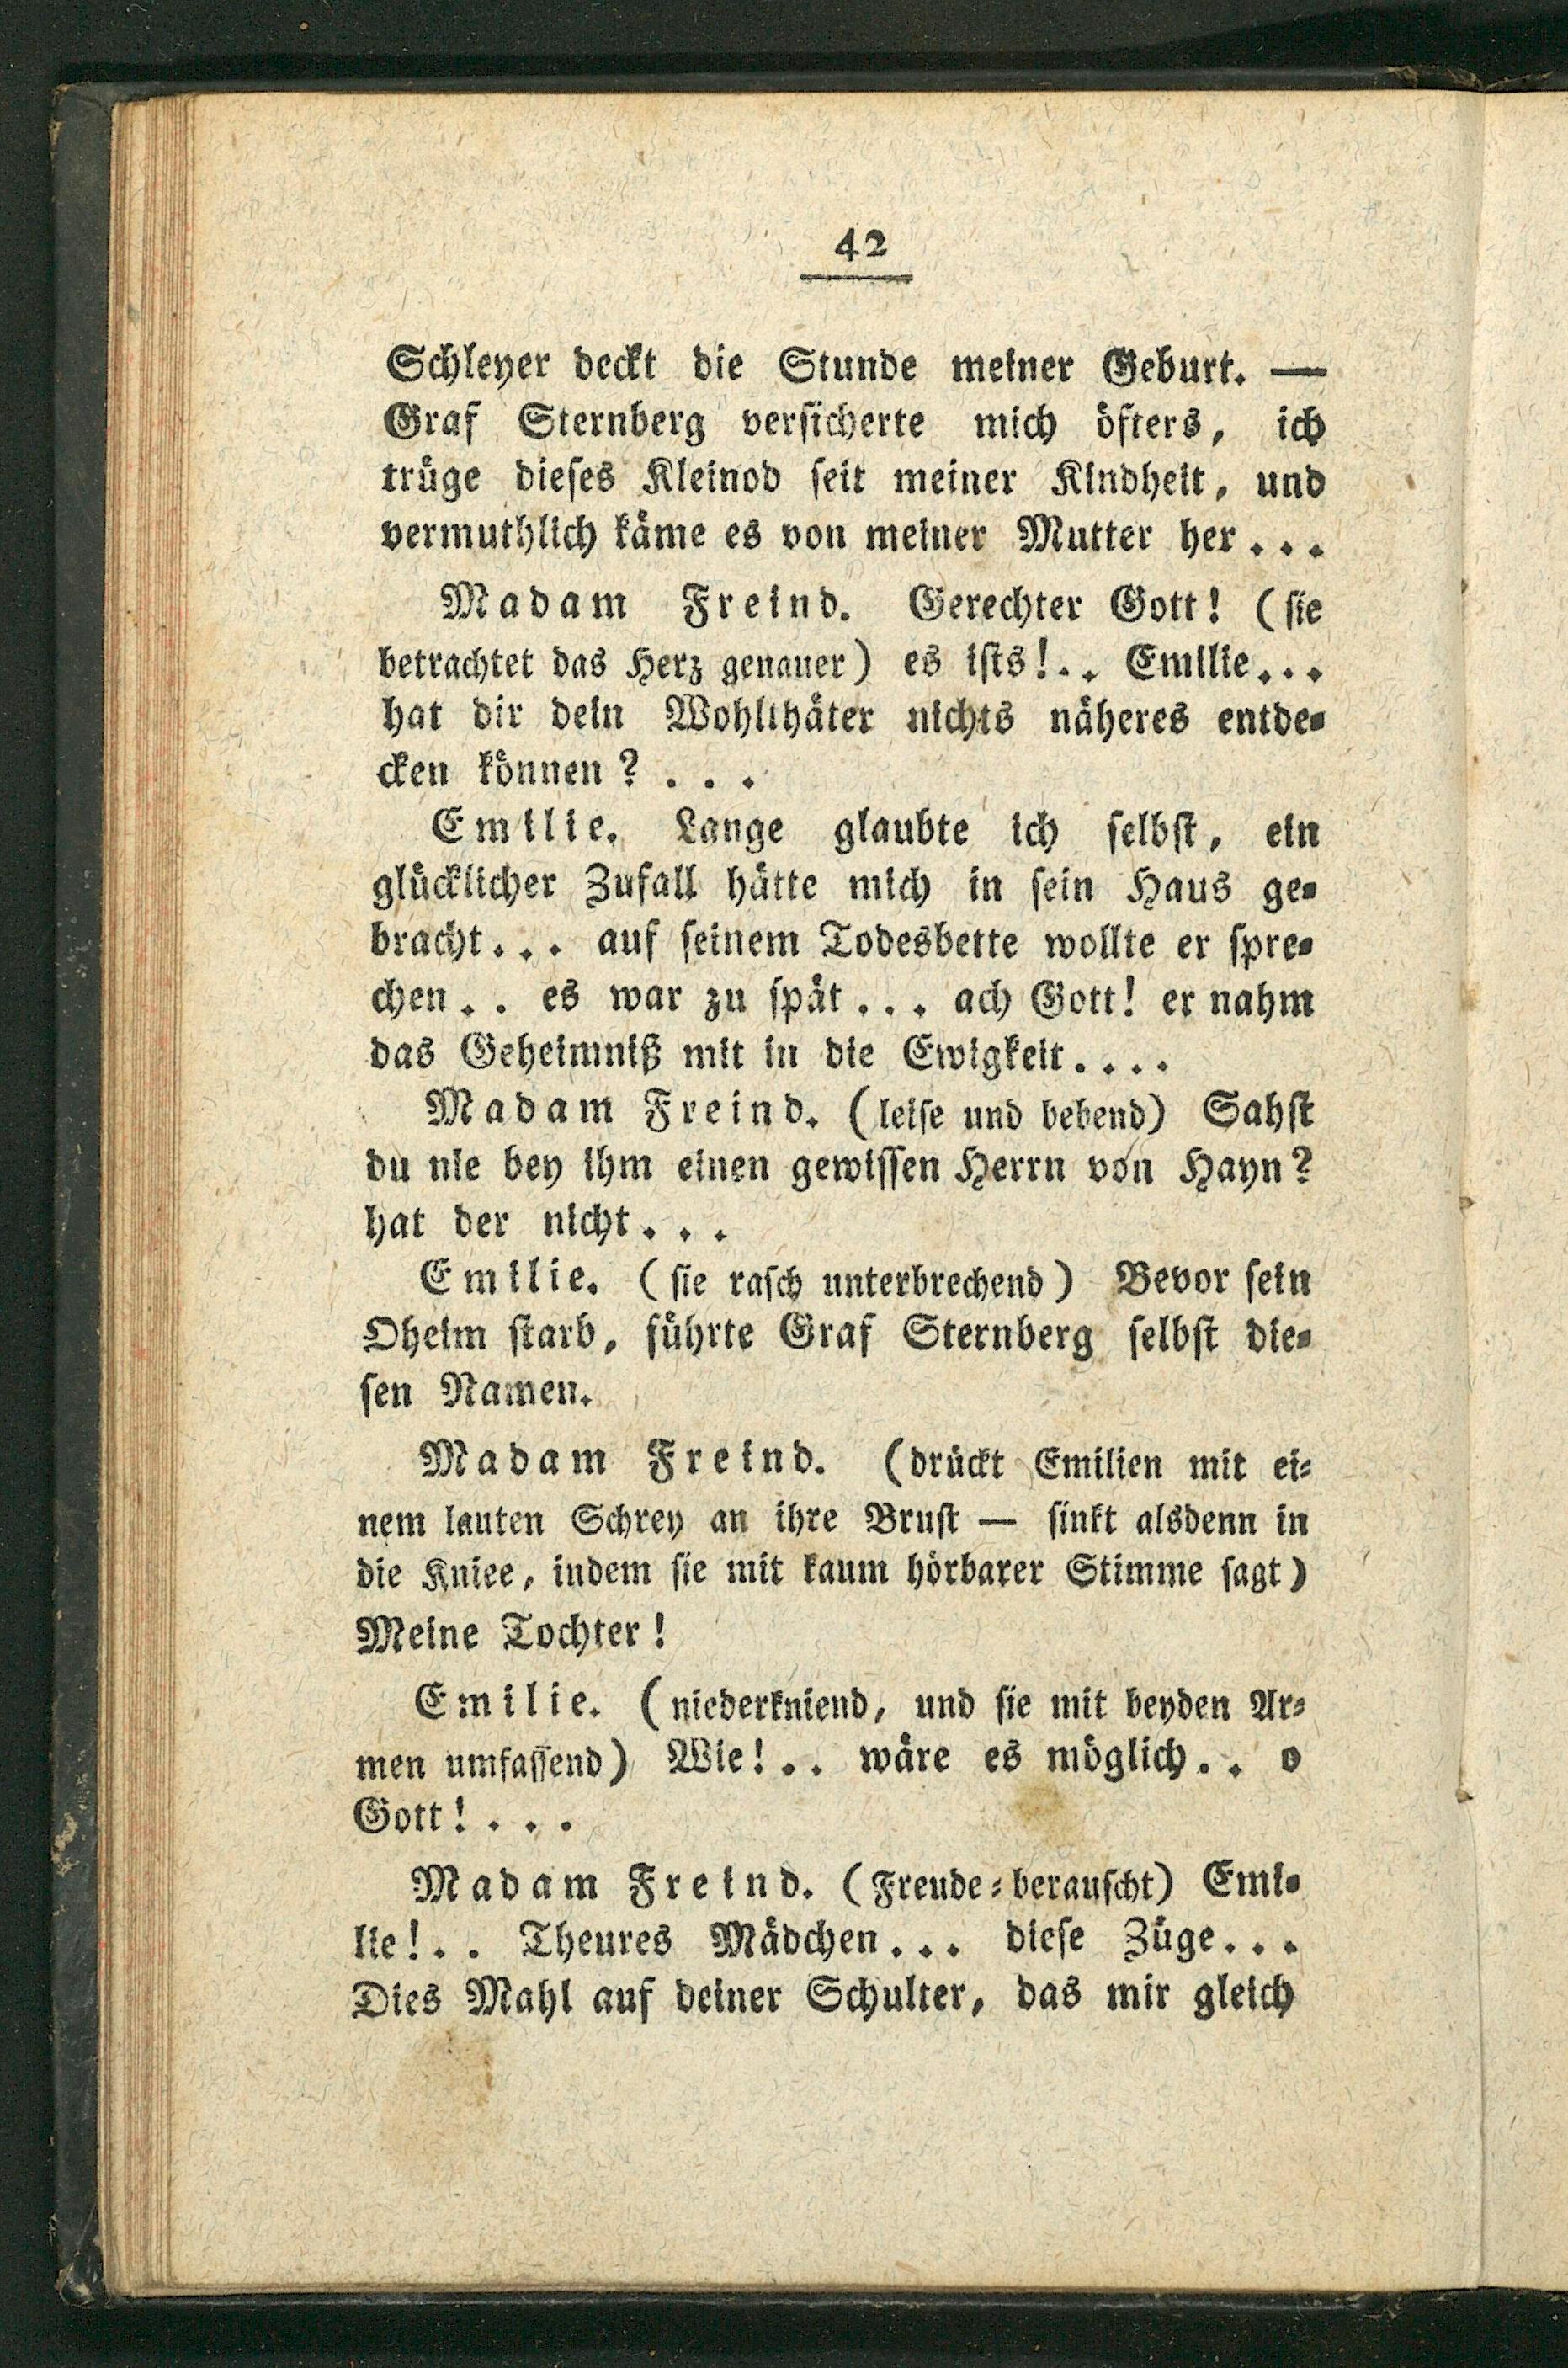 42
Schleyer deckt die Stunde meiner Geburt. —
Graf Sternberg versicherte mich öfters, ich
trüge dieses Kleinod seit meiner Kindheit, und
vermuthlich käme es von meiner Mutter her...
Madam Freind. Gerechter Gott! (sie
betrachtet das Herz genauer) es ists!.. Emilie...
hat dir dein Wohlthäter nichts näheres entde-
cken können? ...
Emilie. Lange glaubte ich selbst, ein
glücklicher Zufall hätte mich in sein Haus ge-
bracht... auf seinem Todesbette wollte er spre-
chen.. es war zu spät... ach Gott! er nahm
das Geheimniß mit in die Ewigkeit....
Madam Freind. (leise und bebend) Sahst
du nie bey ihm einen gewissen Herrn von Hayn?
hat der nicht...
Emilie. (sie rasch unterbrechend) Bevor sein
Oheim starb, führte Graf Sternberg selbst die-
sen Namen.
Madam Freind. (drückt Emilien mit ei-
nem lauten Schrey an ihre Brust — sinkt alsdenn in
die Kniee, indem sie mit kaum hörbarer Stimme sagt)
Meine Tochter!
Emilie. (niederkniend, und sie mit beyden Ar-
men umfassend) Wie!.. wäre es möglich.. o
Gott!...
Madam Freind. (Freude-berauscht) Emi-
lie!.. Theures Mädchen... diese Züge...
Dies Mahl auf deiner Schulter, das mir gleich